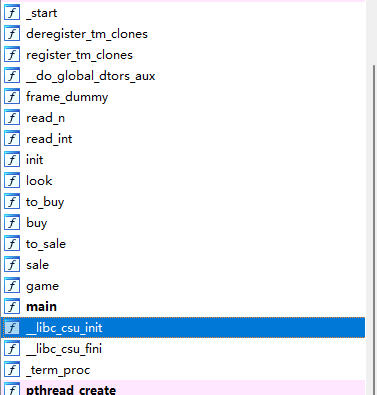 _start
deregister_tm_clones
register_tm_clones
__do_global_dtors_aux
frame_dummy
read_n
read_int
init
look
to_buy
buy
to_sale
sale
game
main
__libc_csu_init
__libc_csu_fini
_term_proc
pthread_create